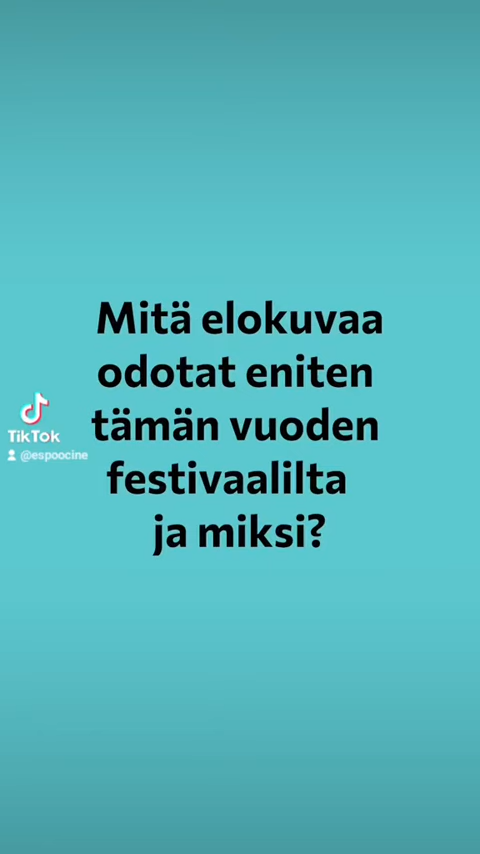 Mitä elokuvaa
odotat eniten
tämän vuoden
festivaalilta
ja miksi?
TikTok
@espoocine